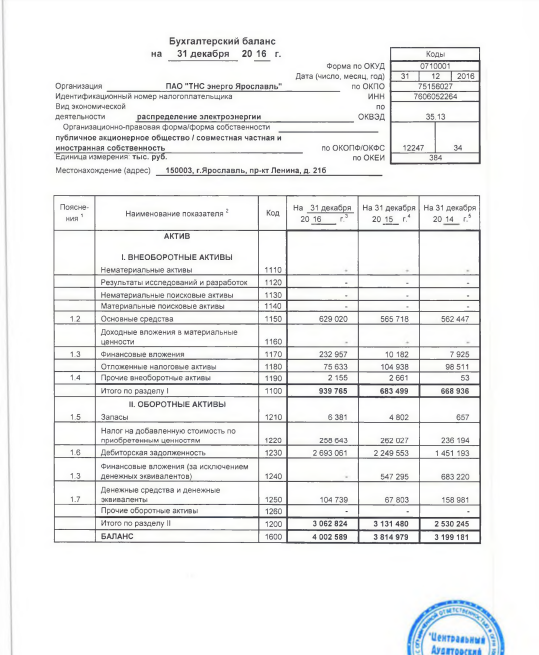 Бухгалтерский баланс
на 31 декабря 20 16 г.
Коды
Форма по ОКУД 0710001
Дата (число, месяц, год) 31 12 2016
Организация ПАО "ТНС энерго Ярославль" по ОКПО 75156027
Идентификационный номер налогоплательщика ИНН 7606052264
Вид экономической по
деятельности распределение электроэнергии ОКВЭД 35.13
Организационно-правовая форма/форма собственности
публичное акционерное общество / совместная частная и
иностранная собственность по ОКОПФ/ОКФС 12247 34
Единица измерения: тыс. руб. по ОКЕИ 384
Местонахождение (адрес) 150003, г.Ярославль, пр-кт Ленина, д. 21б
Поясне- На 31 декабря На 31 декабря На 31 декабря
ния 1 Наименование показателя 2 Код 20 16 г.3 20 15 г.4 20 14 г.5
АКТИВ
I. ВНЕОБОРОТНЫЕ АКТИВЫ
Нематериальные активы 1110 - - -
Результаты исследований и разработок 1120 - - -
Нематериальные поисковые активы 1130 - - -
Материальные поисковые активы 1140 - - -
1.2 Основные средства 1150 629 020 565 718 562 447
Доходные вложения в материальные
ценности 1160 - - -
1.3 Финансовые вложения 1170 232 957 10 182 7 925
Отложенные налоговые активы 1180 75 633 104 938 98 511
1.4 Прочие внеоборотные активы 1190 2 155 2 661 53
Итого по разделу I 1100 939 765 683 499 668 936
II. ОБОРОТНЫЕ АКТИВЫ
1.5 Запасы 1210 6 381 4 802 657
Налог на добавленную стоимость по
приобретенным ценностям 1220 258 643 262 027 236 194
1.6 Дебиторская задолженность 1230 2 693 061 2 249 553 1 451 193
Финансовые вложения (за исключением
1.3 денежных эквивалентов) 1240 - 547 295 683 220
Денежные средства и денежные
1.7 эквиваленты 1250 104 739 67 803 158 981
Прочие оборотные активы 1260 - - -
Итого по разделу II 1200 3 062 824 3 131 480 2 530 245
БАЛАНС 1600 4 002 589 3 814 979 3 199 181
"Центральный
Аудиторский